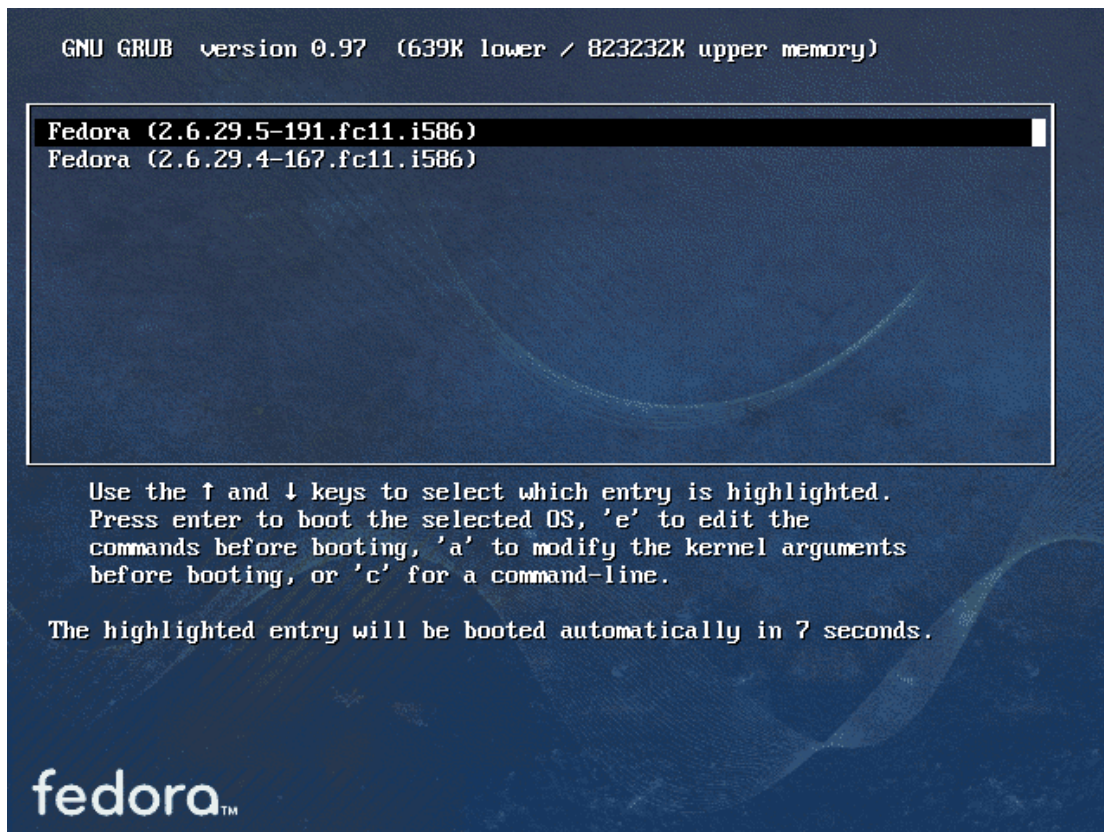 GNU GRUB  version 0.97  (639K lower / 823232K upper memory)
Fedora (2.6.29.5-191.fc11.i586)
Fedora (2.6.29.4-167.fc11.i586)
Use the ↑ and ↓ keys to select which entry is highlighted.
Press enter to boot the selected OS, 'e' to edit the
commands before booting, 'a' to modify the kernel arguments
before booting, or 'c' for a command-line.
The highlighted entry will be booted automatically in 7 seconds.
fedora™